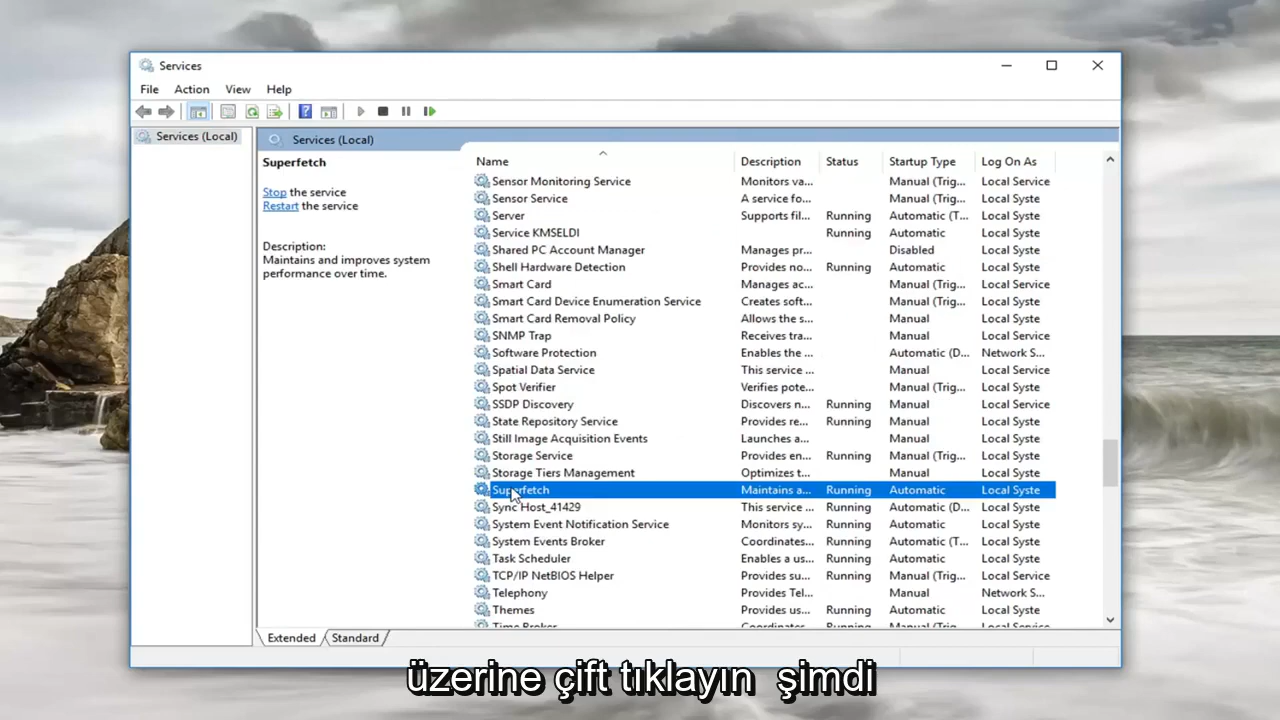 Services
File Action View Help
Services (Local)
Services (Local)
Superfetch
Stop the service
Restart the service
Description:
Maintains and improves system
performance over time.
Name Description Status Startup Type Log On As
Sensor Monitoring Service Monitors va... Manual (Trig... Local Service
Sensor Service A service fo... Manual (Trig... Local Syste
Server Supports fil... Running Automatic (T... Local Syste
Service KMSELDI Running Automatic Local Syste
Shared PC Account Manager Manages pr... Disabled Local Syste
Shell Hardware Detection Provides no... Running Automatic Local Syste
Smart Card Manages ac... Manual (Trig... Local Service
Smart Card Device Enumeration Service Creates soft... Manual (Trig... Local Syste
Smart Card Removal Policy Allows the s... Manual Local Syste
SNMP Trap Receives tra... Manual Local Service
Software Protection Enables the ... Automatic (D... Network S...
Spatial Data Service This service ... Manual Local Service
Spot Verifier Verifies pote... Manual (Trig... Local Syste
SSDP Discovery Discovers n... Running Manual Local Service
State Repository Service Provides re... Running Manual Local Syste
Still Image Acquisition Events Launches a... Manual Local Syste
Storage Service Provides en... Running Manual (Trig... Local Syste
Storage Tiers Management Optimizes t... Manual Local Syste
Superfetch Maintains a... Running Automatic Local Syste
Sync Host_41429 This service ... Running Automatic (D... Local Syste
System Event Notification Service Monitors sy... Running Automatic Local Syste
System Events Broker Coordinates... Running Automatic (T... Local Syste
Task Scheduler Enables a us... Running Automatic Local Syste
TCP/IP NetBIOS Helper Provides su... Running Manual (Trig... Local Service
Telephony Provides Tel... Manual Network S...
Themes Provides us... Running Automatic Local Syste
Time Broker Coordinates... Running Manual (Trig... Local Service
Extended Standard
üzerine çift tıklayın şimdi